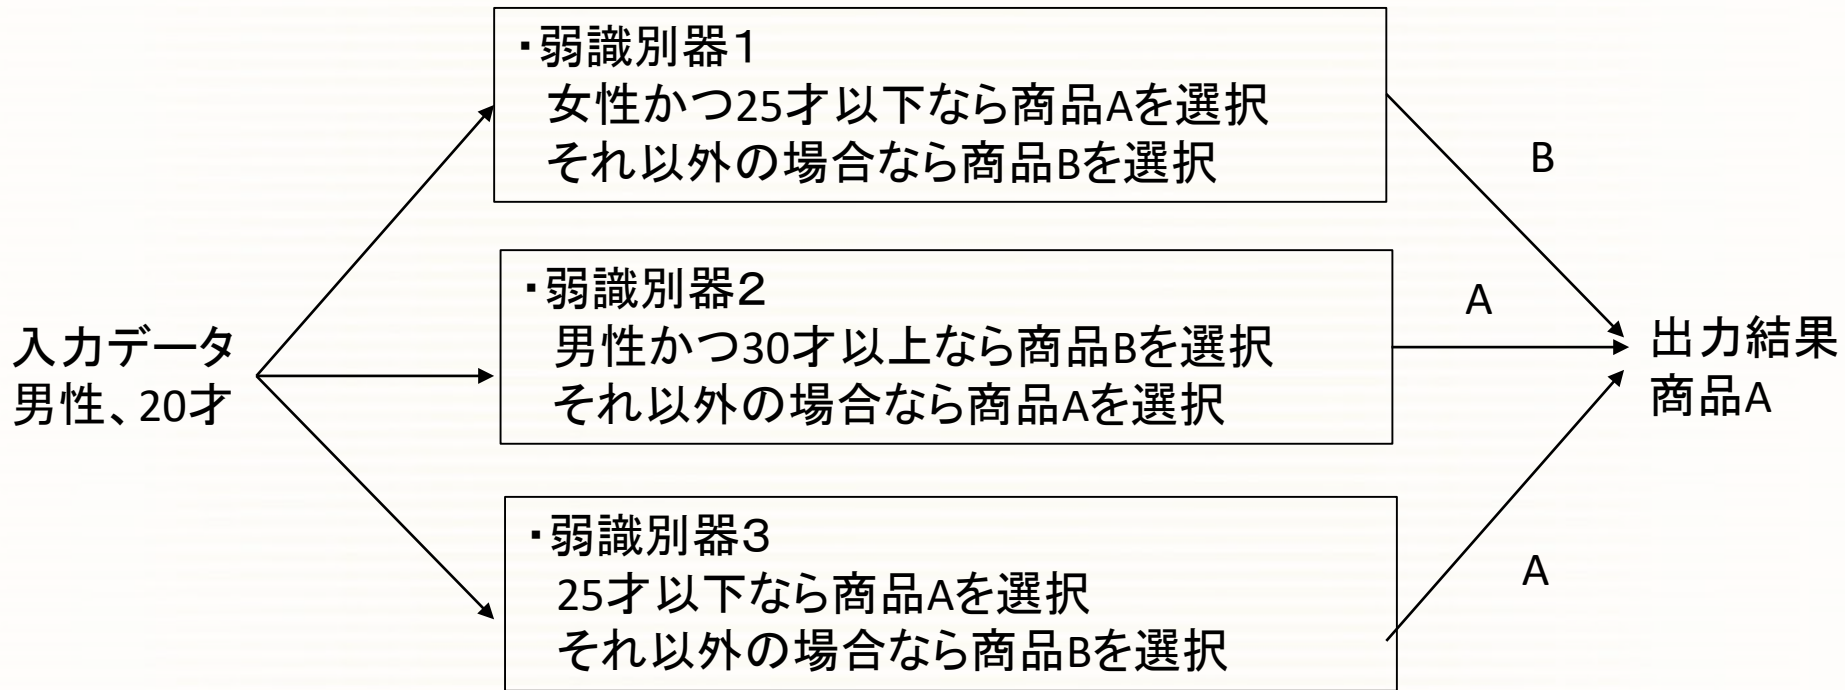 ・弱識別器1
女性かつ25才以下なら商品Aを選択
それ以外の場合なら商品Bを選択
B
・弱識別器2
男性かつ30才以上なら商品Bを選択
それ以外の場合なら商品Aを選択
A
入力データ
男性、20才
出力結果
商品A
・弱識別器3
25才以下なら商品Aを選択
それ以外の場合なら商品Bを選択
A